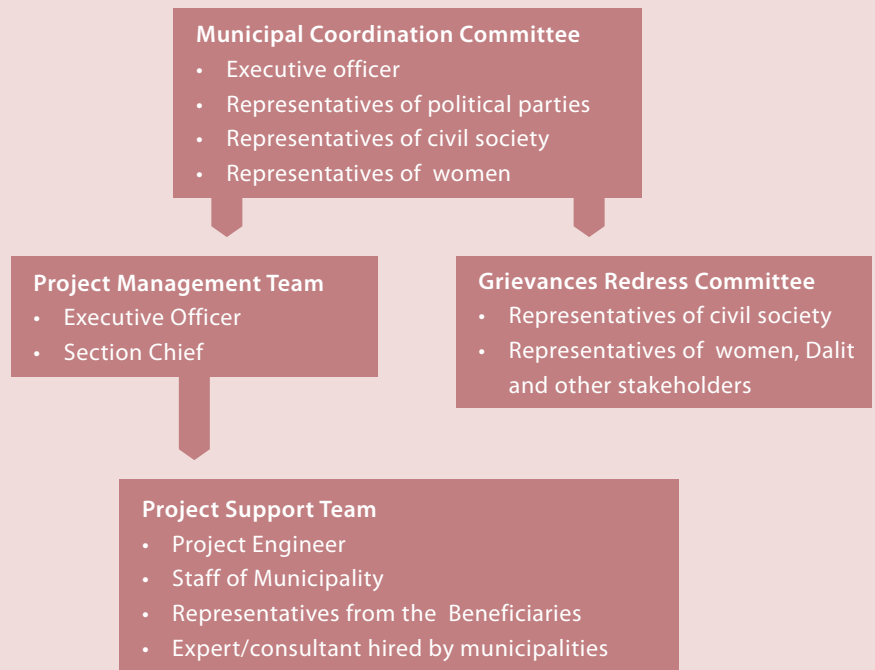 Municipal Coordination Committee
• Executive officer
• Representatives of political parties
• Representatives of civil society
• Representatives of women
Project Management Team
• Executive Officer
• Section Chief
Grievances Redress Committee
• Representatives of civil society
• Representatives of women, Dalit
and other stakeholders
Project Support Team
• Project Engineer
• Staff of Municipality
• Representatives from the Beneficiaries
• Expert/consultant hired by municipalities